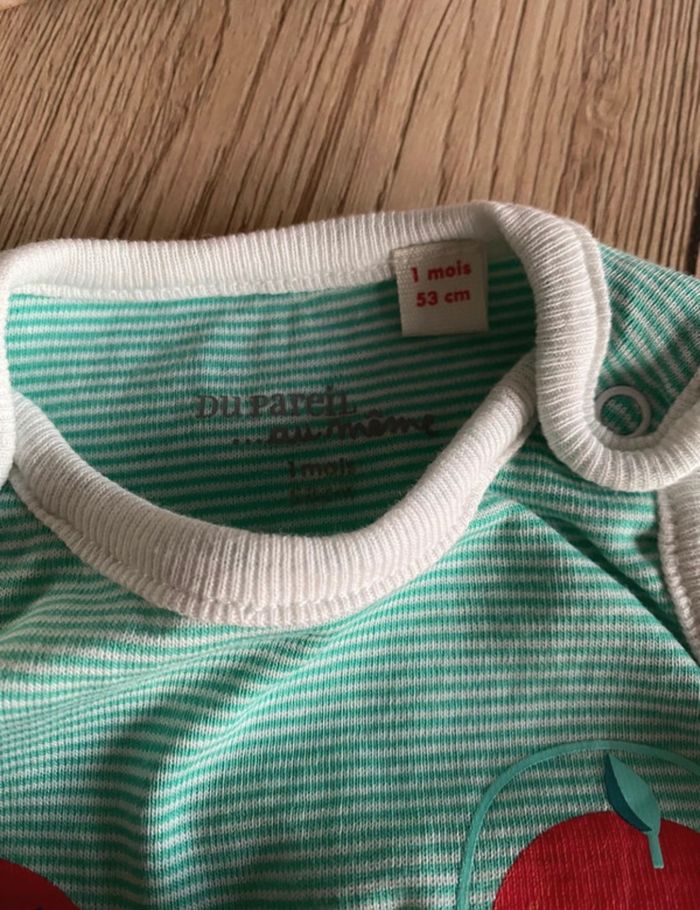 1 mois
53 cm
DU PaReIL
...au même
1 mois